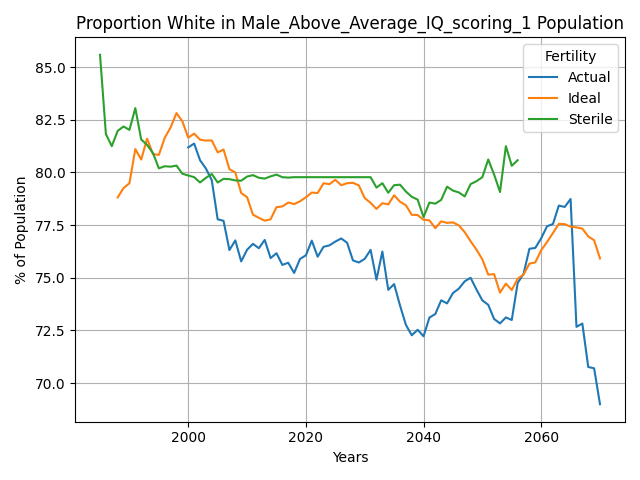 Proportion White in Male_Above_Average_IQ_scoring_1 Population
Fertility
Actual
Ideal
Sterile
% of Population
85.0
82.5
80.0
77.5
75.0
72.5
70.0
2000
2020
2040
2060
Years